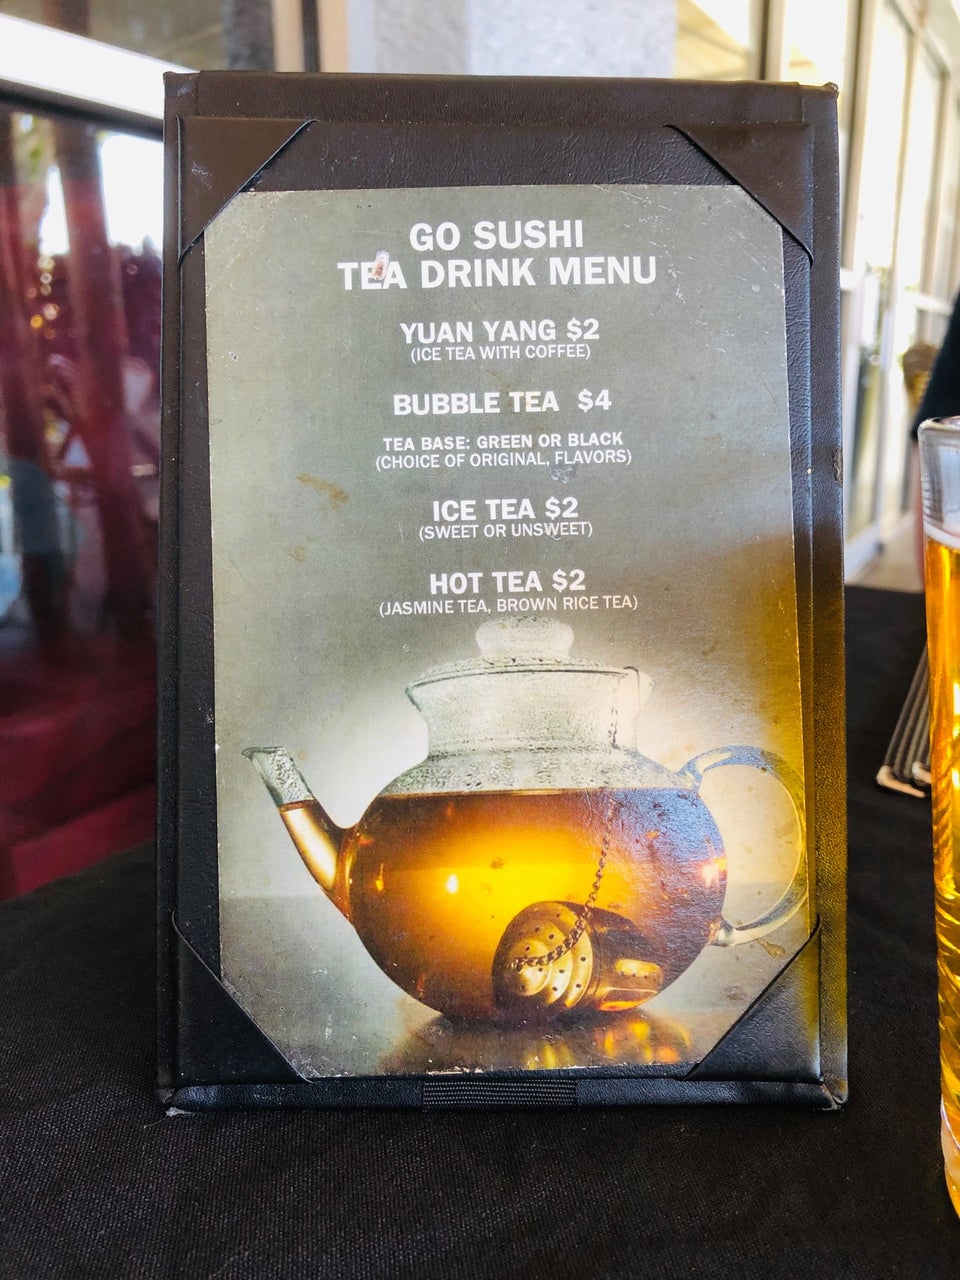 GO SUSHI
TEA DRINK MENU
YUAN YANG $2
(ICE TEA WITH COFFEE)
BUBBLE TEA $4
TEA BASE: GREEN OR BLACK
(CHOICE OF ORIGINAL, FLAVORS)
ICE TEA $2
(SWEET OR UNSWEET)
HOT TEA $2
(JASMINE TEA, BROWN RICE TEA)